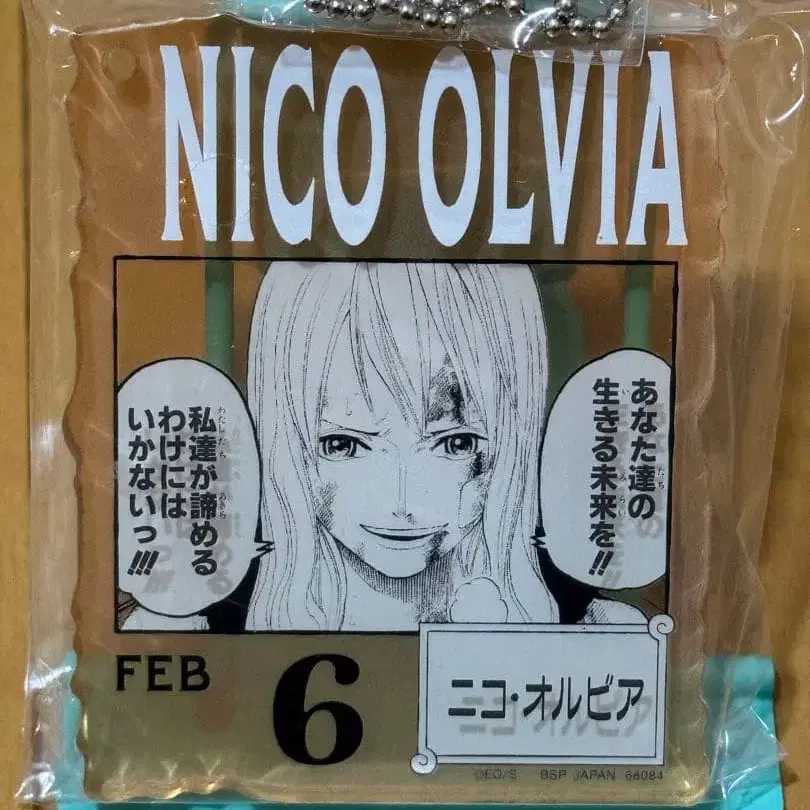 NICO OLVIA
あなた達の
生きる未来を!!
私達が諦める
わけには
いかないっ!!!
FEB 6
ニコ・オルビア
©EO/S BSP JAPAN 68084